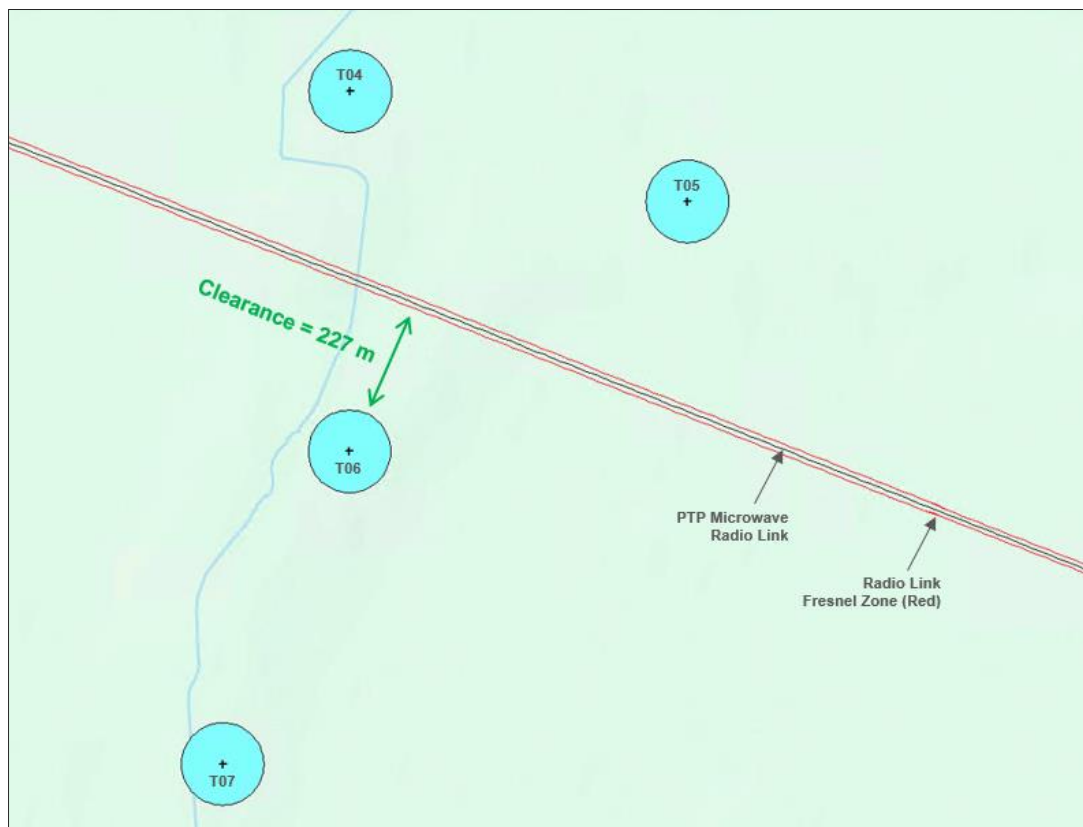 T04
T05
Clearance = 227 m
T06
PTP Microwave
Radio Link
Radio Link
Fresnel Zone (Red)
T07